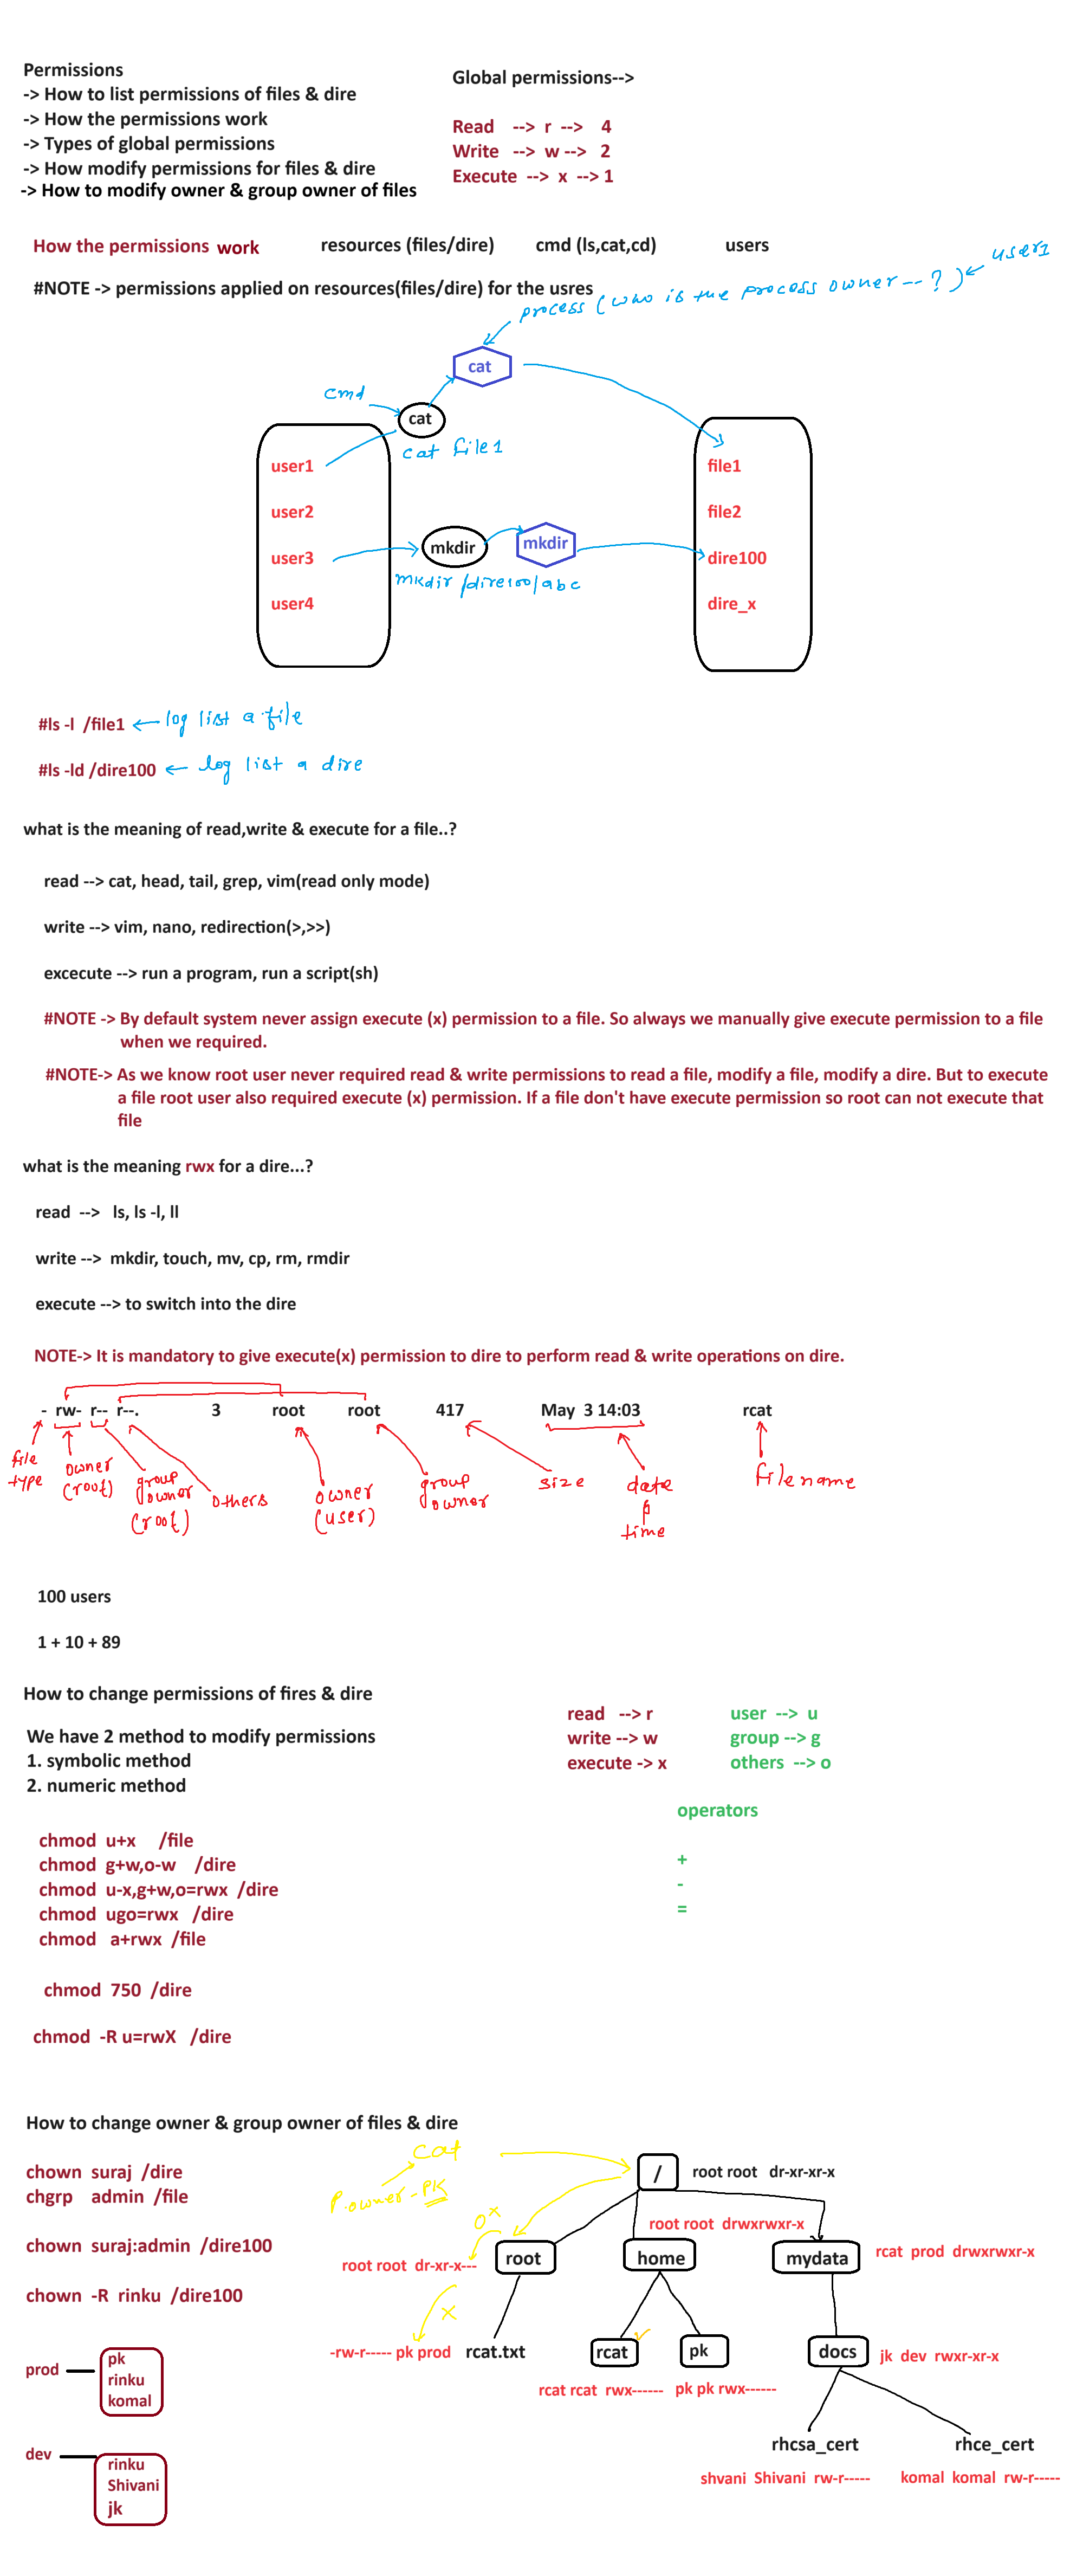 Permissions
-> How to list permissions of files & dire
-> How the permissions work
-> Types of global permissions
-> How modify permissions for files & dire
-> How to modify owner & group owner of files
Global permissions-->
Read --> r --> 4
Write --> w --> 2
Execute --> x --> 1
How the permissions work
resources (files/dire)
cmd (ls,cat,cd)
users
user1
#NOTE -> permissions applied on resources(files/dire) for the usres
process (who is the process owner --?)
cat
cmd
cat
cat file1
user1
user2
user3
user4
mkdir
mkdir
mkdir /dire100/abc
file1
file2
dire100
dire_x
#ls -l /file1
log list a file
#ls -ld /dire100
log list a dire
what is the meaning of read,write & execute for a file..?
read --> cat, head, tail, grep, vim(read only mode)
write --> vim, nano, redirection(>,>>)
excecute --> run a program, run a script(sh)
#NOTE -> By default system never assign execute (x) permission to a file. So always we manually give execute permission to a file
when we required.
#NOTE-> As we know root user never required read & write permissions to read a file, modify a file, modify a dire. But to execute
a file root user also required execute (x) permission. If a file don't have execute permission so root can not execute that
file
what is the meaning rwx for a dire...?
read --> ls, ls -l, ll
write --> mkdir, touch, mv, cp, rm, rmdir
execute --> to switch into the dire
NOTE-> It is mandatory to give execute(x) permission to dire to perform read & write operations on dire.
- rw- r-- r--. 3 root root 417 May 3 14:03 rcat
file
type
owner
(root)
group
owner
(root)
others
owner
(user)
group
owner
size
date
time
filename
100 users
1 + 10 + 89
How to change permissions of fires & dire
We have 2 method to modify permissions
1. symbolic method
2. numeric method
read --> r
write --> w
execute -> x
user --> u
group --> g
others --> o
operators
+
-
=
chmod u+x /file
chmod g+w,o-w /dire
chmod u-x,g+w,o=rwx /dire
chmod ugo=rwx /dire
chmod a+rwx /file
chmod 750 /dire
chmod -R u=rwX /dire
How to change owner & group owner of files & dire
chown suraj /dire
chgrp admin /file
chown suraj:admin /dire100
chown -R rinku /dire100
prod
pk
rinku
komal
dev
rinku
Shivani
jk
cat
P.owner - PK
/
root root dr-xr-xr-x
o x
root root drwxrwxr-x
root root dr-xr-x---
root
home
mydata
rcat prod drwxrwxr-x
x
-rw-r----- pk prod
rcat.txt
rcat
pk
docs
jk dev rwxr-xr-x
rcat rcat rwx------
pk pk rwx------
rhcsa_cert
rhce_cert
shvani Shivani rw-r-----
komal komal rw-r-----